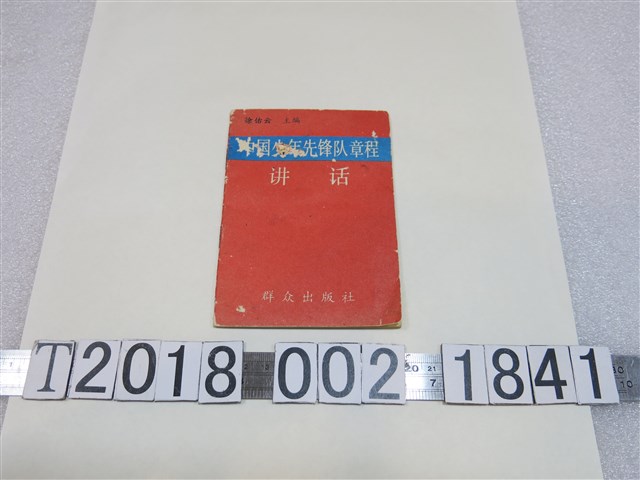 主编
中国少年先锋队章程
讲 话
群众出版社
T2018 002 1841